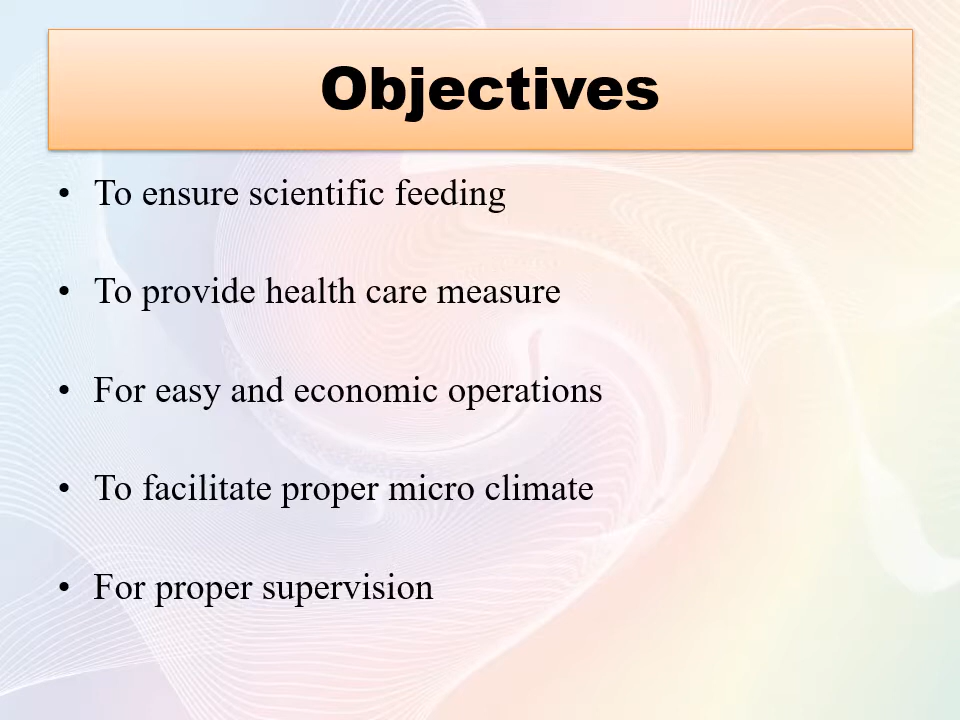 Objectives
• To ensure scientific feeding
• To provide health care measure
• For easy and economic operations
• To facilitate proper micro climate
• For proper supervision